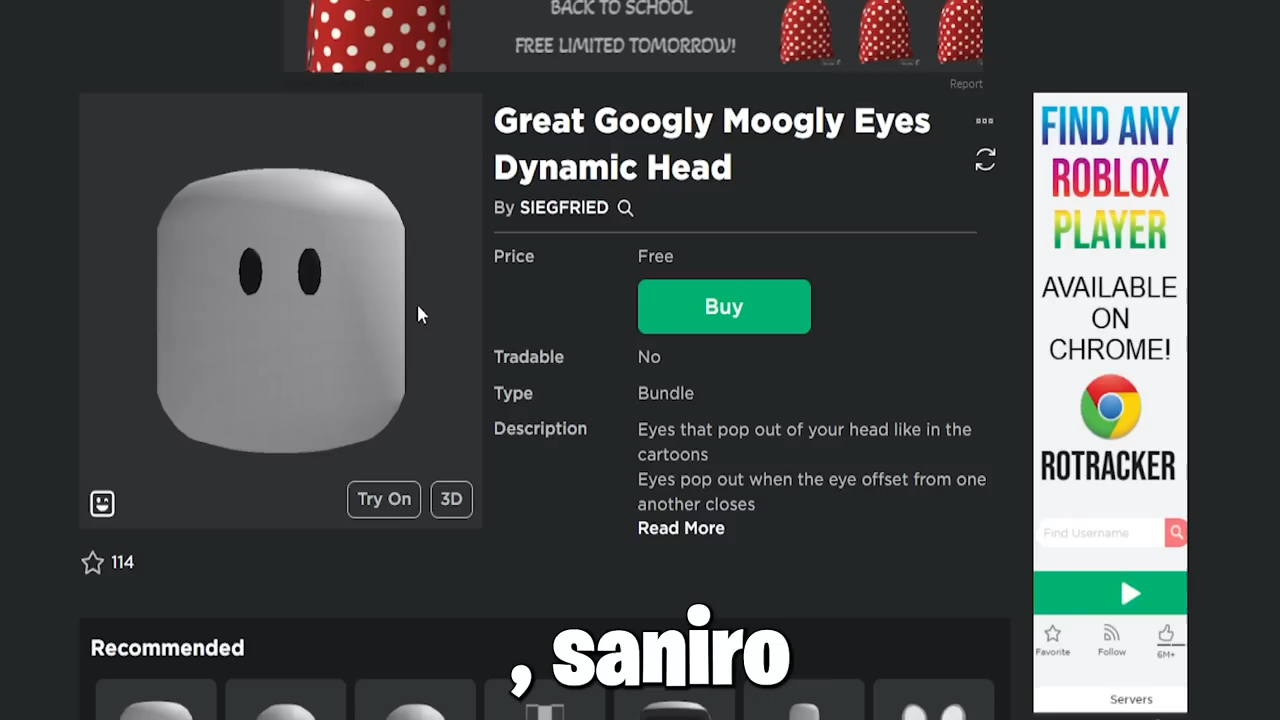 BACK TO SCHOOL
FREE LIMITED TOMORROW!
Report
Great Googly Moogly Eyes
Dynamic Head
By SIEGFRIED
Price Free
Buy
Tradable No
Type Bundle
Description Eyes that pop out of your head like in the
cartoons
Eyes pop out when the eye offset from one
another closes
Read More
Try On 3D
114
Recommended
, saniro
FIND ANY
ROBLOX
PLAYER
AVAILABLE
ON
CHROME!
ROTRACKER
Find Username
Favorite Follow 6M+
Servers